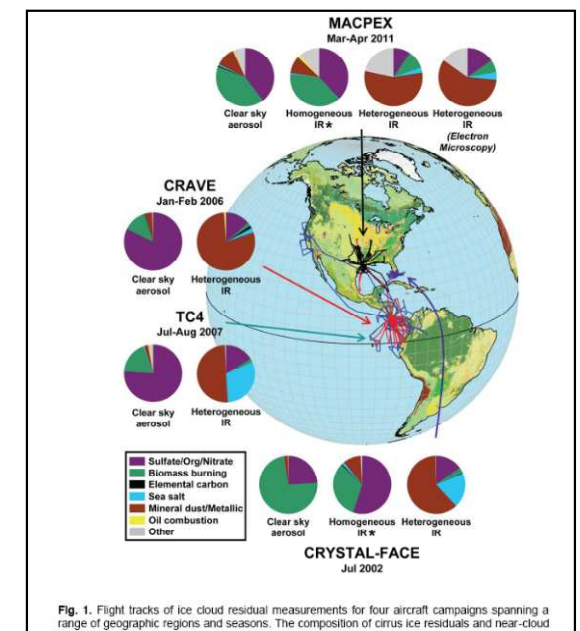 MACPEX
Mar-Apr 2011
Clear sky
aerosol
Homogeneous
IR*
Heterogeneous
IR
Heterogeneous
IR
(Electron
Microscopy)
CRAVE
Jan-Feb 2006
Clear sky
aerosol
Heterogeneous
IR
TC4
Jul-Aug 2007
Clear sky
aerosol
Heterogeneous
IR
Sulfate/Org/Nitrate
Biomass burning
Elemental carbon
Sea salt
Mineral dust/Metallic
Oil combustion
Other
Clear sky
aerosol
Homogeneous
IR*
Heterogeneous
IR
CRYSTAL-FACE
Jul 2002
Fig. 1. Flight tracks of ice cloud residual measurements for four aircraft campaigns spanning a
range of geographic regions and seasons. The composition of cirrus ice residuals and near-cloud